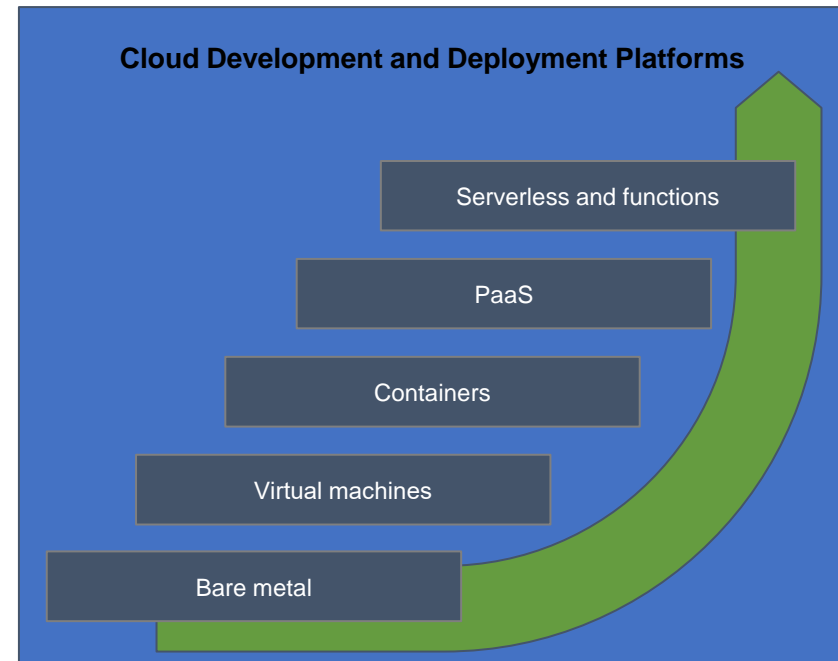 Cloud Development and Deployment Platforms
Serverless and functions
PaaS
Containers
Virtual machines
Bare metal